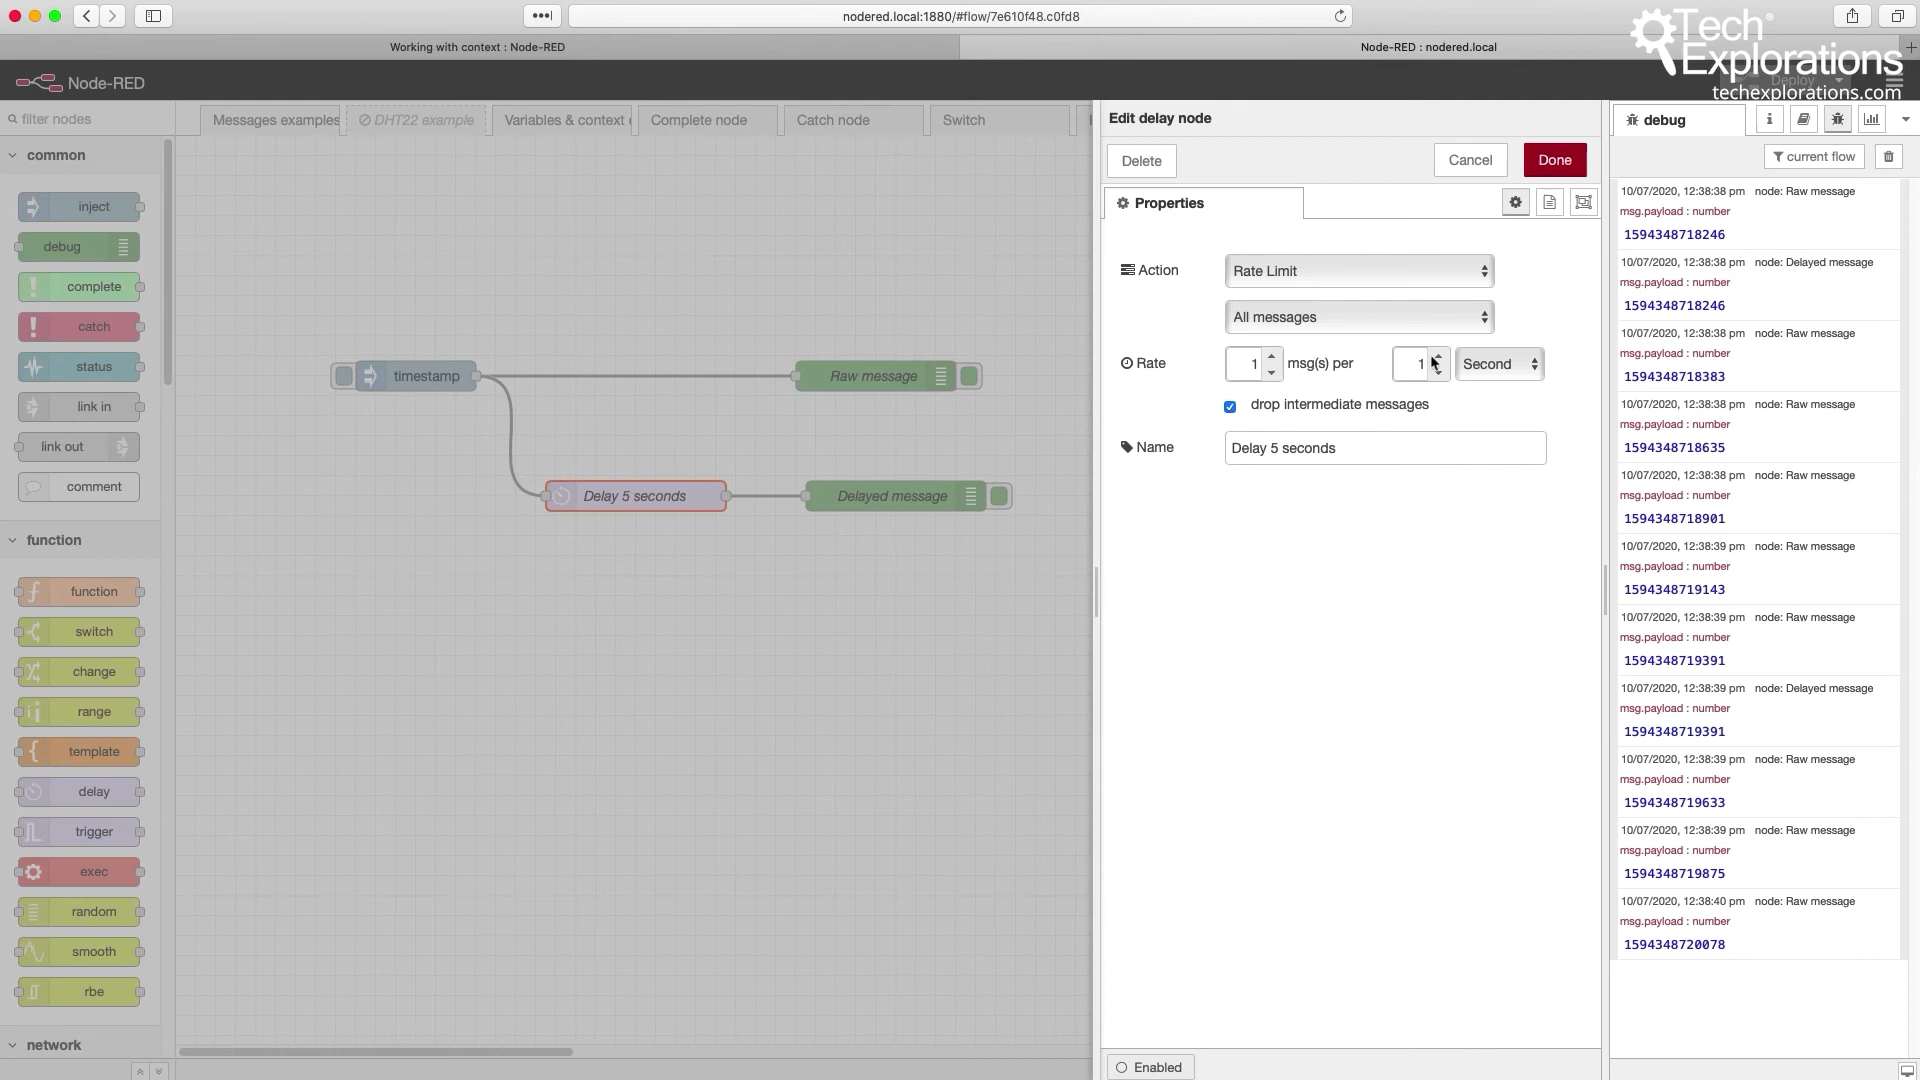 nodered.local:1880/#flow/7e610f48.c0fd8
Working with context : Node-RED
Node-RED : nodered.local
Tech
Explorations
techexplorations.com
Node-RED
Deploy
filter nodes
Messages examples
DHT22 example
Variables & context
Complete node
Catch node
Switch
common
inject
debug
complete
catch
status
link in
link out
comment
function
function
switch
change
range
template
delay
trigger
exec
random
smooth
rbe
network
timestamp
Raw message
Delay 5 seconds
Delayed message
Edit delay node
Delete
Cancel
Done
Properties
Action
Rate Limit
All messages
Rate
1 msg(s) per 1 Second
drop intermediate messages
Name
Delay 5 seconds
Enabled
debug
i
current flow
10/07/2020, 12:38:38 pm node: Raw message
msg.payload : number
1594348718246
10/07/2020, 12:38:38 pm node: Delayed message
msg.payload : number
1594348718246
10/07/2020, 12:38:38 pm node: Raw message
msg.payload : number
1594348718383
10/07/2020, 12:38:38 pm node: Raw message
msg.payload : number
1594348718635
10/07/2020, 12:38:38 pm node: Raw message
msg.payload : number
1594348718901
10/07/2020, 12:38:39 pm node: Raw message
msg.payload : number
1594348719143
10/07/2020, 12:38:39 pm node: Raw message
msg.payload : number
1594348719391
10/07/2020, 12:38:39 pm node: Delayed message
msg.payload : number
1594348719391
10/07/2020, 12:38:39 pm node: Raw message
msg.payload : number
1594348719633
10/07/2020, 12:38:39 pm node: Raw message
msg.payload : number
1594348719875
10/07/2020, 12:38:40 pm node: Raw message
msg.payload : number
1594348720078